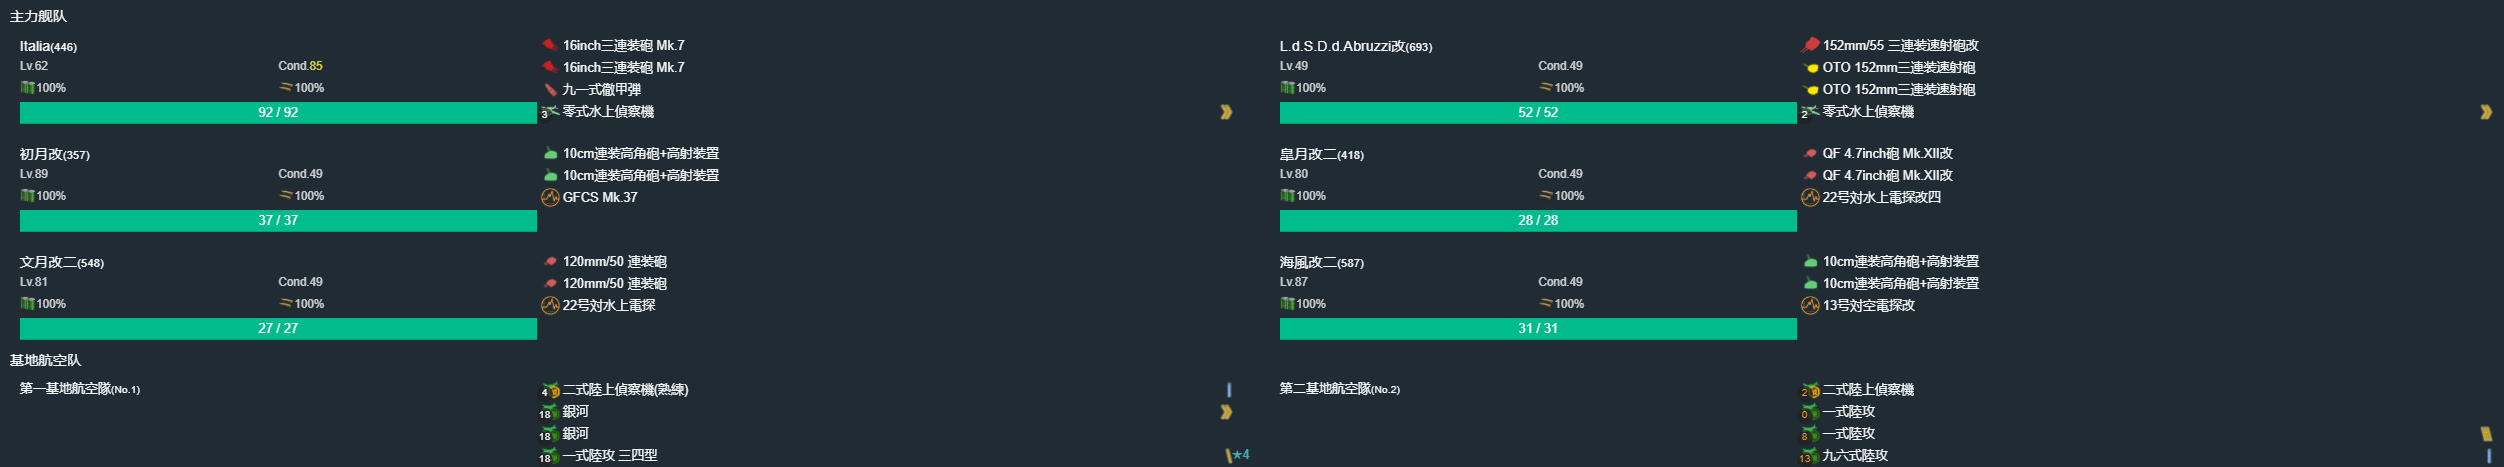 主力舰队
Italia(446)
Lv.62 Cond.85
100% 100%
92 / 92
16inch三連装砲 Mk.7
16inch三連装砲 Mk.7
九一式徹甲弾
3 零式水上偵察機
L.d.S.D.d.Abruzzi改(693)
Lv.49 Cond.49
100% 100%
52 / 52
152mm/55 三連装速射砲改
OTO 152mm三連装速射砲
OTO 152mm三連装速射砲
2 零式水上偵察機
初月改(357)
Lv.89 Cond.49
100% 100%
37 / 37
10cm連装高角砲+高射装置
10cm連装高角砲+高射装置
GFCS Mk.37
皐月改二(418)
Lv.80 Cond.49
100% 100%
28 / 28
QF 4.7inch砲 Mk.XII改
QF 4.7inch砲 Mk.XII改
22号対水上電探改四
文月改二(548)
Lv.81 Cond.49
100% 100%
27 / 27
120mm/50 連装砲
120mm/50 連装砲
22号対水上電探
海風改二(587)
Lv.87 Cond.49
100% 100%
31 / 31
10cm連装高角砲+高射装置
10cm連装高角砲+高射装置
13号対空電探改
基地航空队
第一基地航空隊(No.1)
4 二式陸上偵察機(熟練)
18 銀河
18 銀河
18 一式陸攻 三四型 ★4
第二基地航空隊(No.2)
2 二式陸上偵察機
0 一式陸攻
8 一式陸攻
13 九六式陸攻